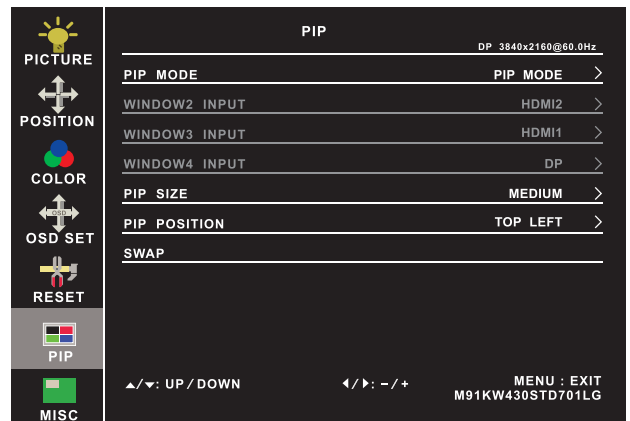 PICTURE
POSITION
COLOR
OSD
OSD SET
RESET
PIP
MISC
PIP
DP 3840x2160@60.0Hz
PIP MODE PIP MODE >
WINDOW2 INPUT HDMI2 >
WINDOW3 INPUT HDMI1 >
WINDOW4 INPUT DP >
PIP SIZE MEDIUM >
PIP POSITION TOP LEFT >
SWAP
▲/▼: UP / DOWN ◀/▶: – / + MENU : EXIT
M91KW430STD701LG